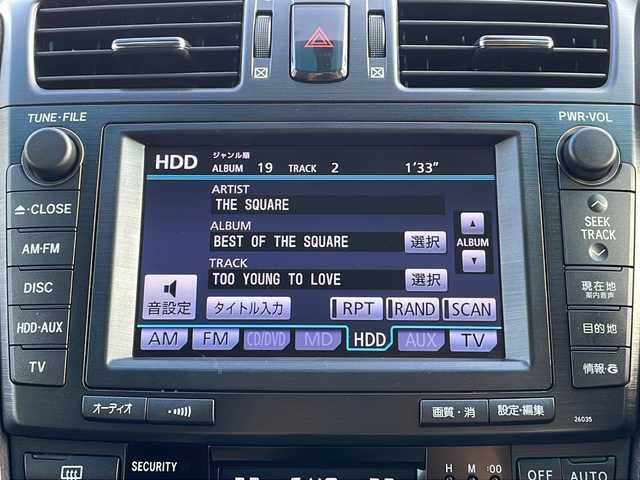 TUNE·FILE
PWR·VOL
HDD
ジャンル順
ALBUM 19 TRACK 2 1'33"
ARTIST
THE SQUARE
ALBUM
BEST OF THE SQUARE
選択
ALBUM
TRACK
TOO YOUNG TO LOVE
選択
音設定
タイトル入力
RPT
RAND
SCAN
AM
FM
CD/DVD
MD
HDD
AUX
TV
CLOSE
AM·FM
DISC
HDD·AUX
TV
SEEK
TRACK
現在地
案内音声
目的地
情報·G
オーディオ
画質・消
設定・編集
26035
SECURITY
H M :00
OFF
AUTO